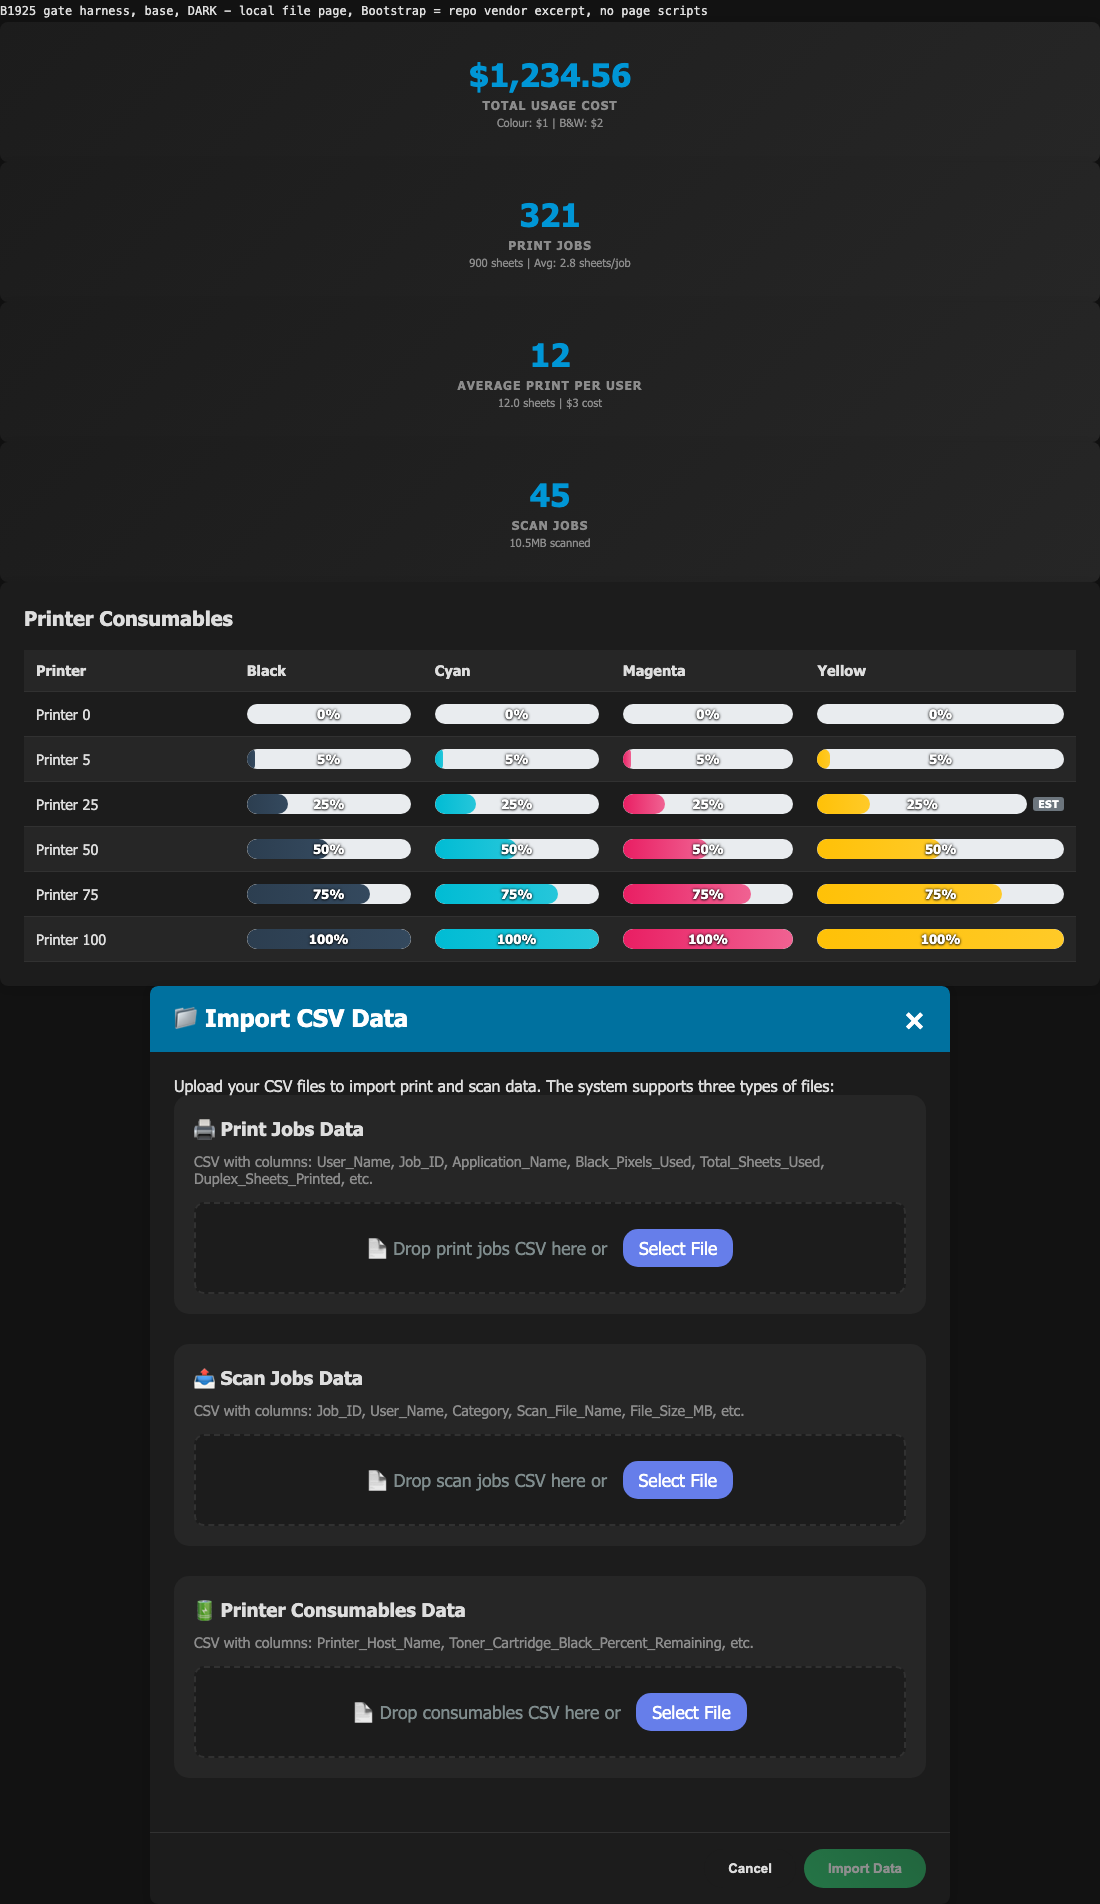 B1925 gate harness, base, DARK - local file page, Bootstrap = repo vendor excerpt, no page scripts
$1,234.56
TOTAL USAGE COST
Colour: $1 | B&W: $2
321
PRINT JOBS
900 sheets | Avg: 2.8 sheets/job
12
AVERAGE PRINT PER USER
12.0 sheets | $3 cost
45
SCAN JOBS
10.5MB scanned
Printer Consumables
Printer Black Cyan Magenta Yellow
Printer 0 0% 0% 0% 0%
Printer 5 5% 5% 5% 5%
Printer 25 25% 25% 25% 25% EST
Printer 50 50% 50% 50% 50%
Printer 75 75% 75% 75% 75%
Printer 100 100% 100% 100% 100%
Import CSV Data ×
Upload your CSV files to import print and scan data. The system supports three types of files:
Print Jobs Data
CSV with columns: User_Name, Job_ID, Application_Name, Black_Pixels_Used, Total_Sheets_Used,
Duplex_Sheets_Printed, etc.
Drop print jobs CSV here or Select File
Scan Jobs Data
CSV with columns: Job_ID, User_Name, Category, Scan_File_Name, File_Size_MB, etc.
Drop scan jobs CSV here or Select File
Printer Consumables Data
CSV with columns: Printer_Host_Name, Toner_Cartridge_Black_Percent_Remaining, etc.
Drop consumables CSV here or Select File
Cancel Import Data